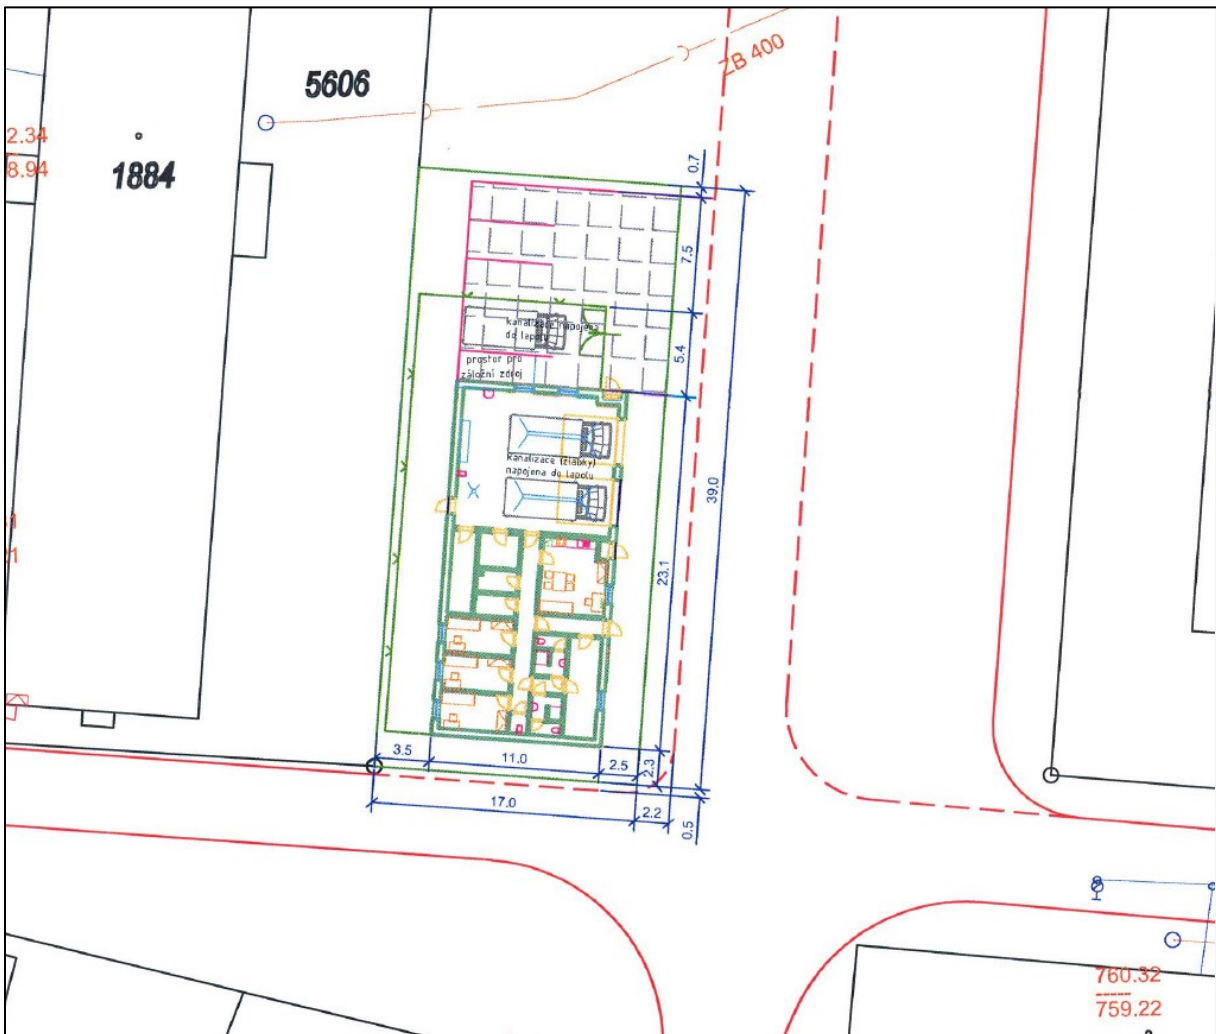 ZB 400
5606
2.34
8.94
1884
0.7
7.5
kanalizace napojena
do lapolu
5.4
prostor pro
záložní zdroj
kanalizace (žlabky)
napojena do lapolu
39.0
23.1
3.5
11.0
2.5
2.3
17.0
2.2
0.5
760.32
759.22